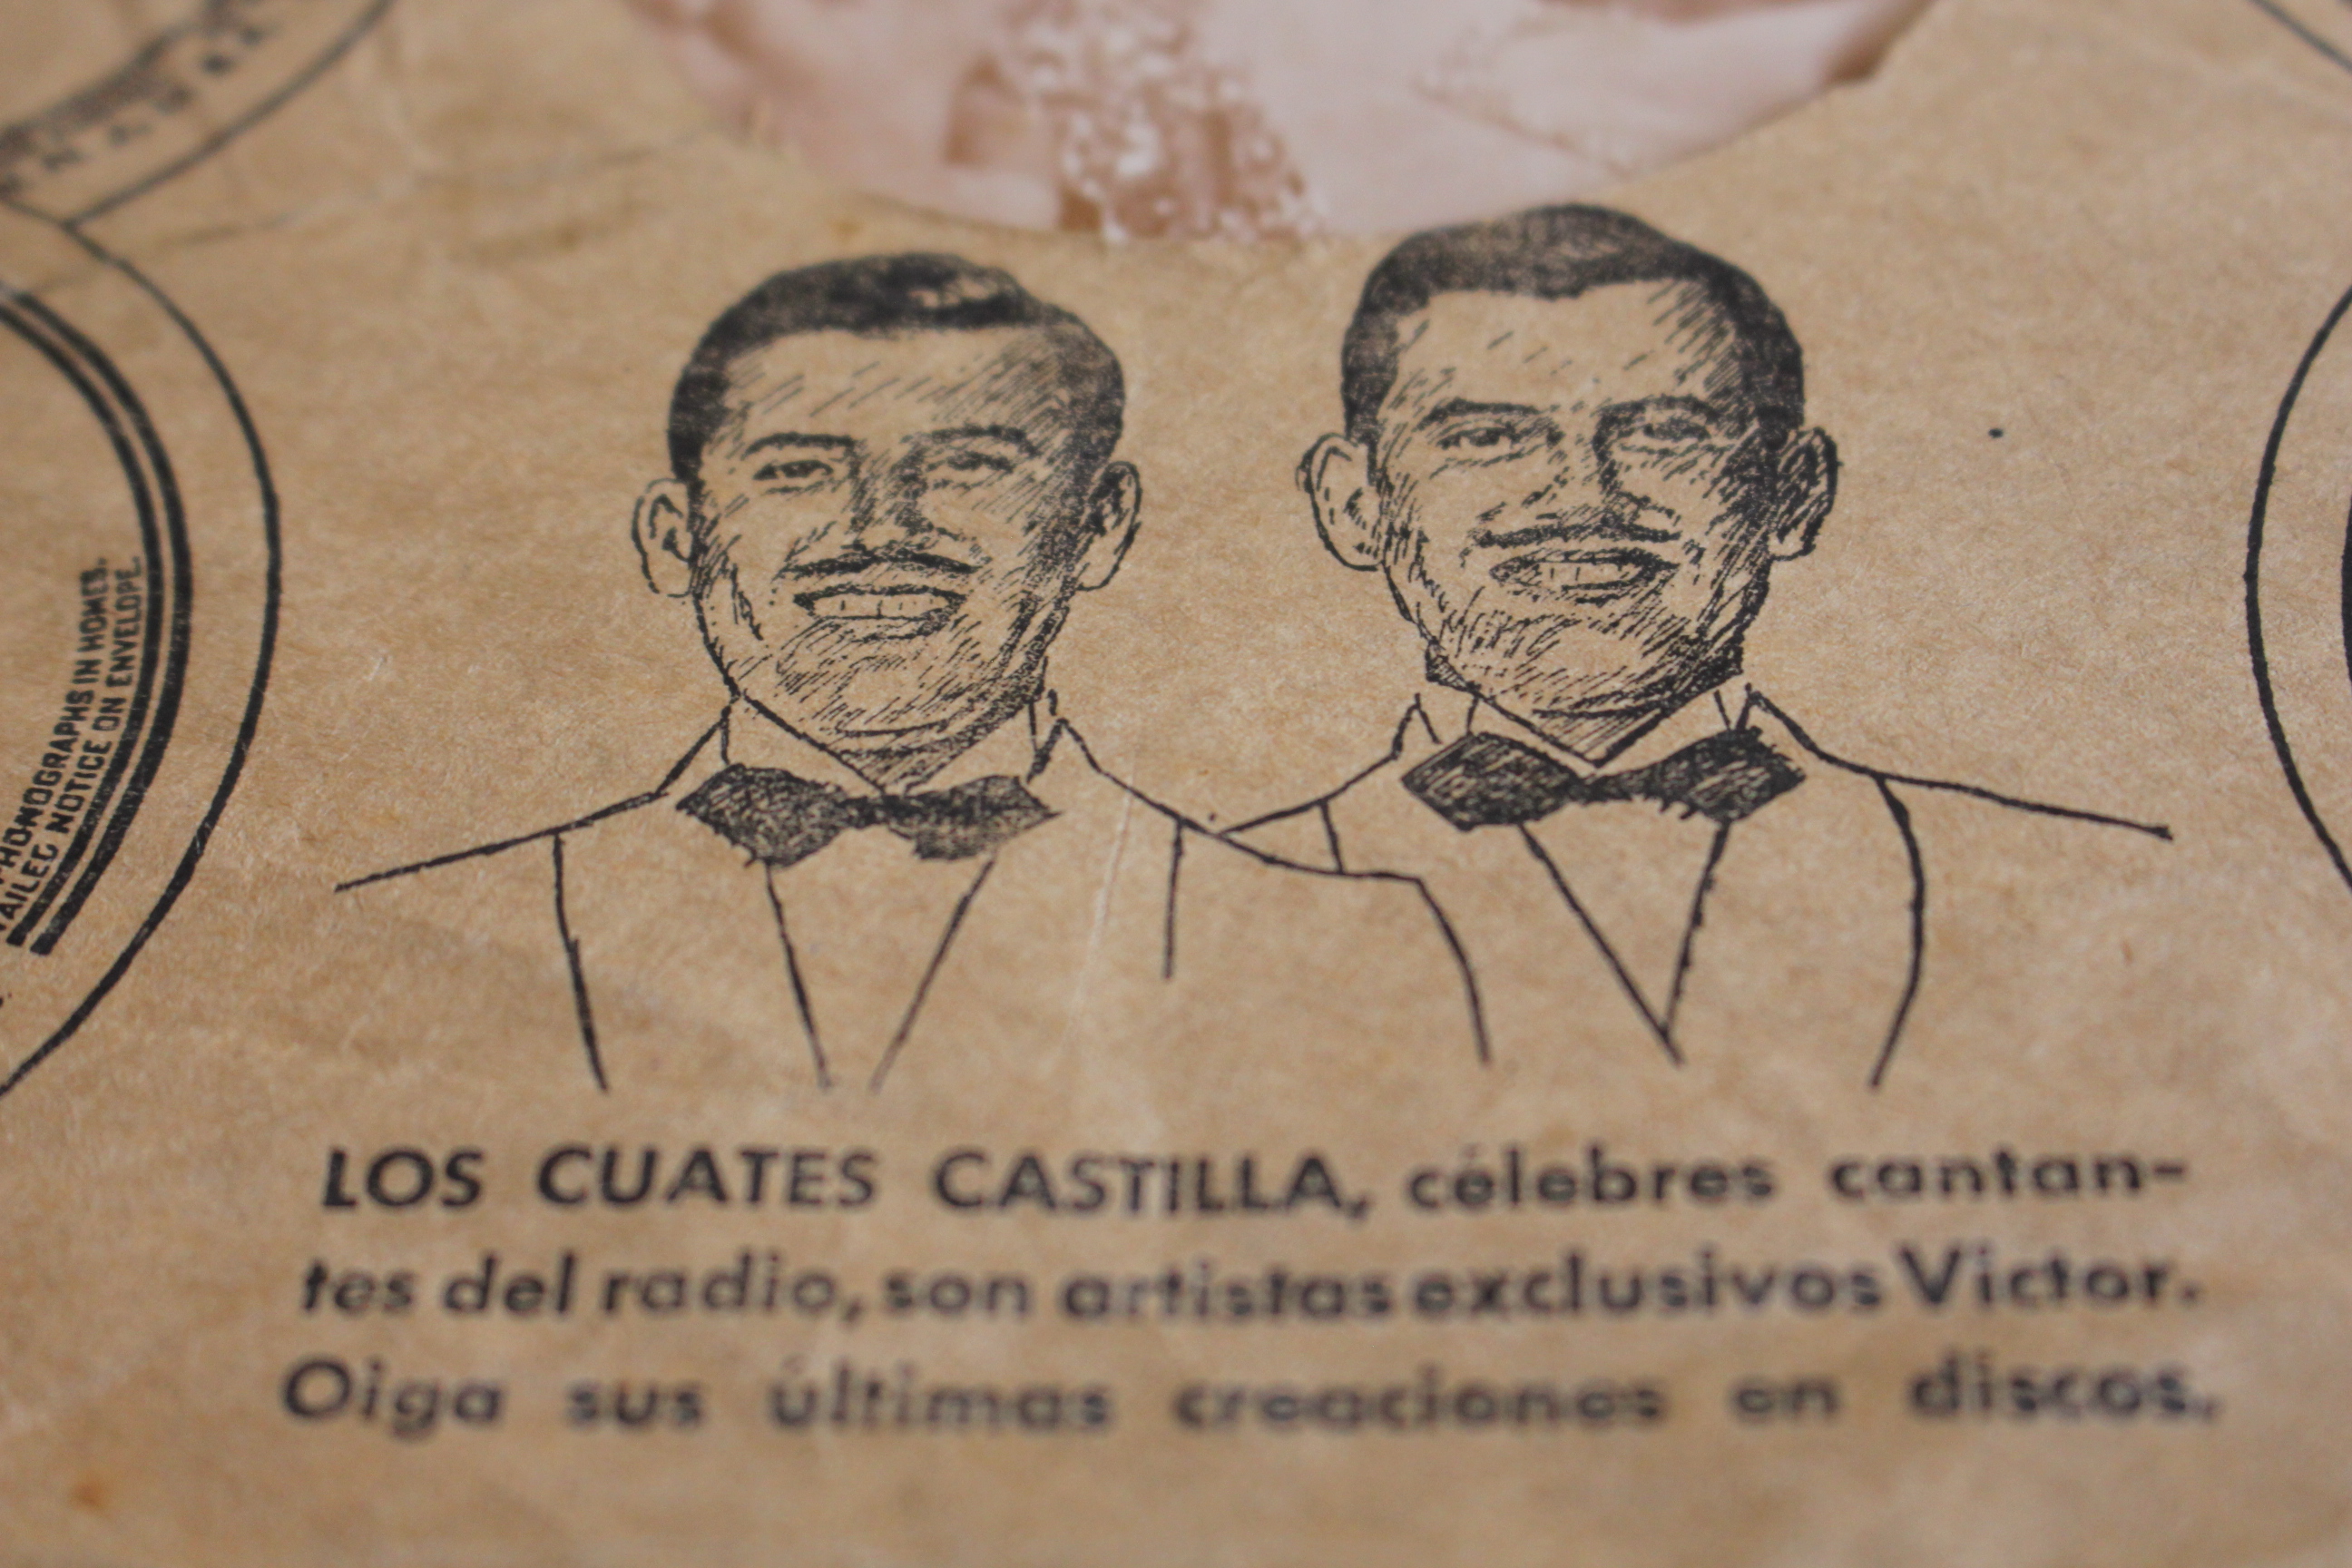 PHONOGRAPHS IN HOMES.
NOTICE ON ENVELOPE.
LOS CUATES CASTILLA, célebres cantan-
tes del radio, son artistas exclusivos Victor.
Oiga sus últimas creaciones en discos.